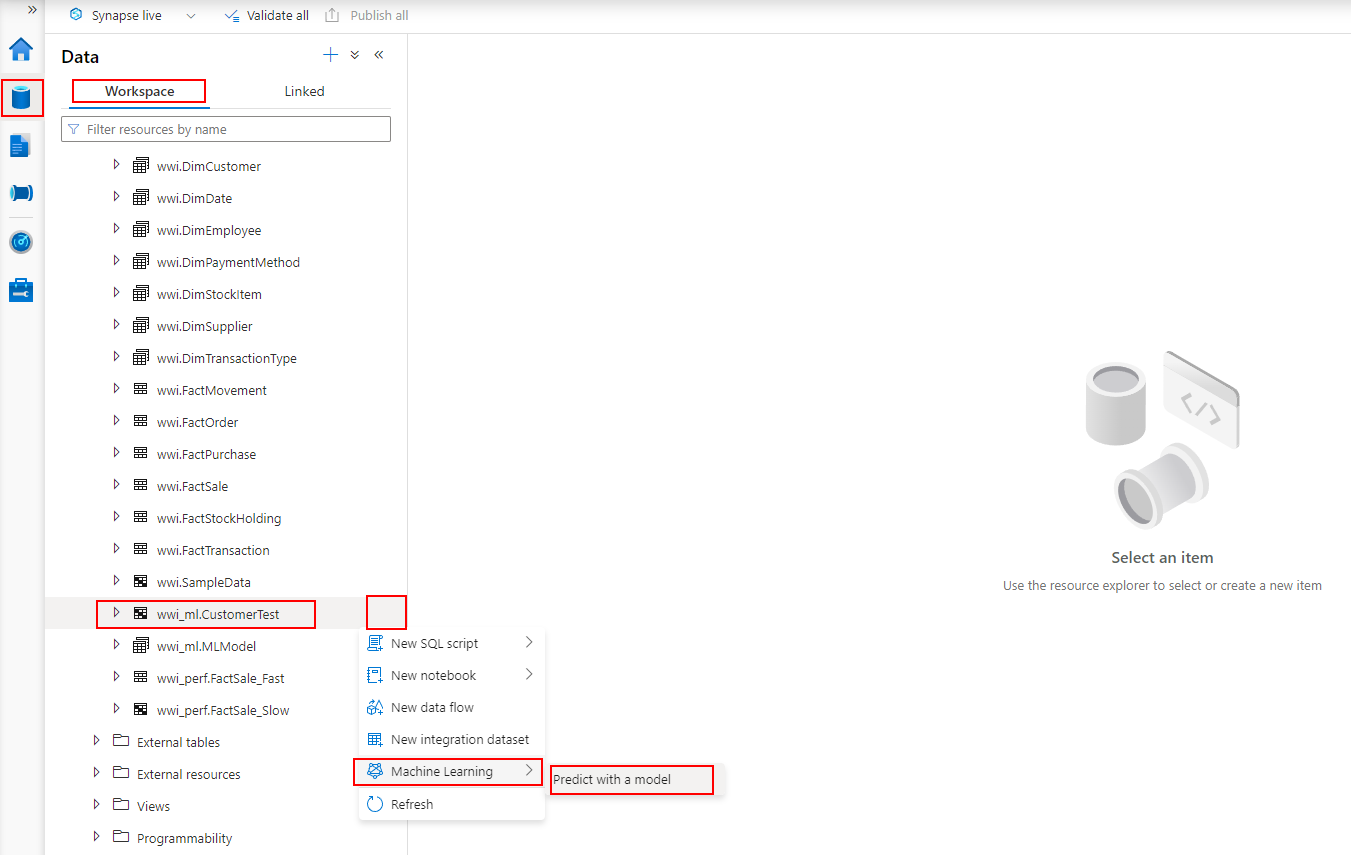 »
Synapse live
Validate all
Publish all
Data
Workspace
Linked
Filter resources by name
wwi.DimCustomer
wwi.DimDate
wwi.DimEmployee
wwi.DimPaymentMethod
wwi.DimStockItem
wwi.DimSupplier
wwi.DimTransactionType
wwi.FactMovement
wwi.FactOrder
wwi.FactPurchase
wwi.FactSale
wwi.FactStockHolding
wwi.FactTransaction
wwi.SampleData
wwi_ml.CustomerTest
wwi_ml.MLModel
wwi_perf.FactSale_Fast
wwi_perf.FactSale_Slow
External tables
External resources
Views
Programmability
New SQL script
New notebook
New data flow
New integration dataset
Machine Learning
Refresh
Predict with a model
</>
Select an item
Use the resource explorer to select or create a new item